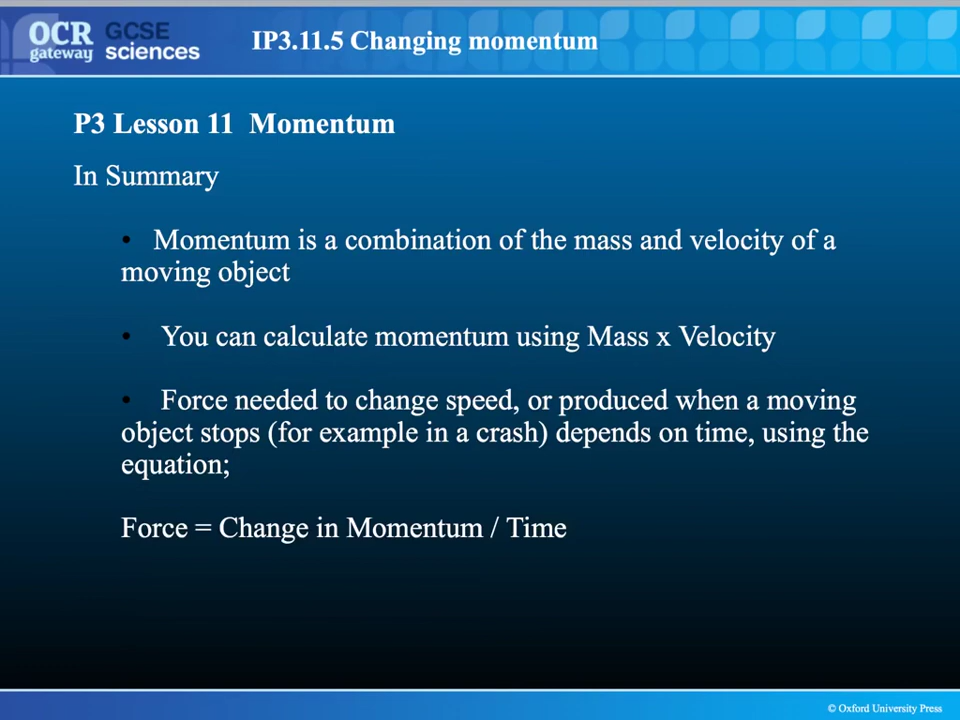 OCR gateway GCSE sciences
IP3.11.5 Changing momentum
P3 Lesson 11 Momentum
In Summary
• Momentum is a combination of the mass and velocity of a
moving object
• You can calculate momentum using Mass x Velocity
• Force needed to change speed, or produced when a moving
object stops (for example in a crash) depends on time, using the
equation;
Force = Change in Momentum / Time
© Oxford University Press